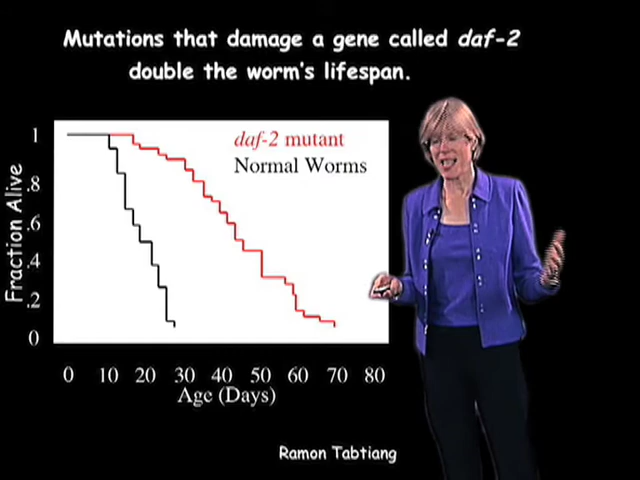 Mutations that damage a gene called daf-2
double the worm's lifespan.
daf-2 mutant
Normal Worms
Fraction Alive
1
.8
.6
.4
.2
0
0 10 20 30 40 50 60 70 80
Age (Days)
Ramon Tabtiang